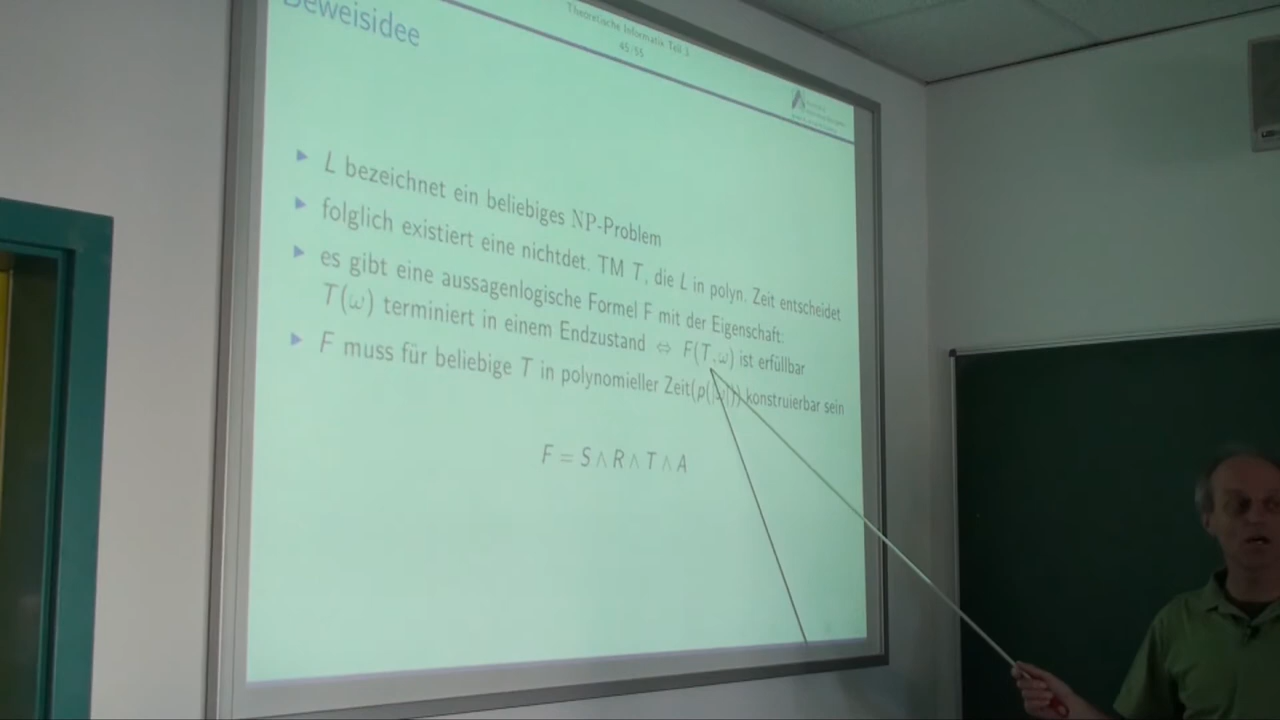 Beweisidee
Theoretische Informatik Teil 3
45/55
L bezeichnet ein beliebiges NP-Problem
folglich existiert eine nichtdet. TM T, die L in polyn. Zeit entscheidet
es gibt eine aussagenlogische Formel F mit der Eigenschaft:
T(ω) terminiert in einem Endzustand ⇔ F(T,ω) ist erfüllbar
F muss für beliebige T in polynomieller Zeit(p(|ω|)) konstruierbar sein
F = S ∧ R ∧ T ∧ A